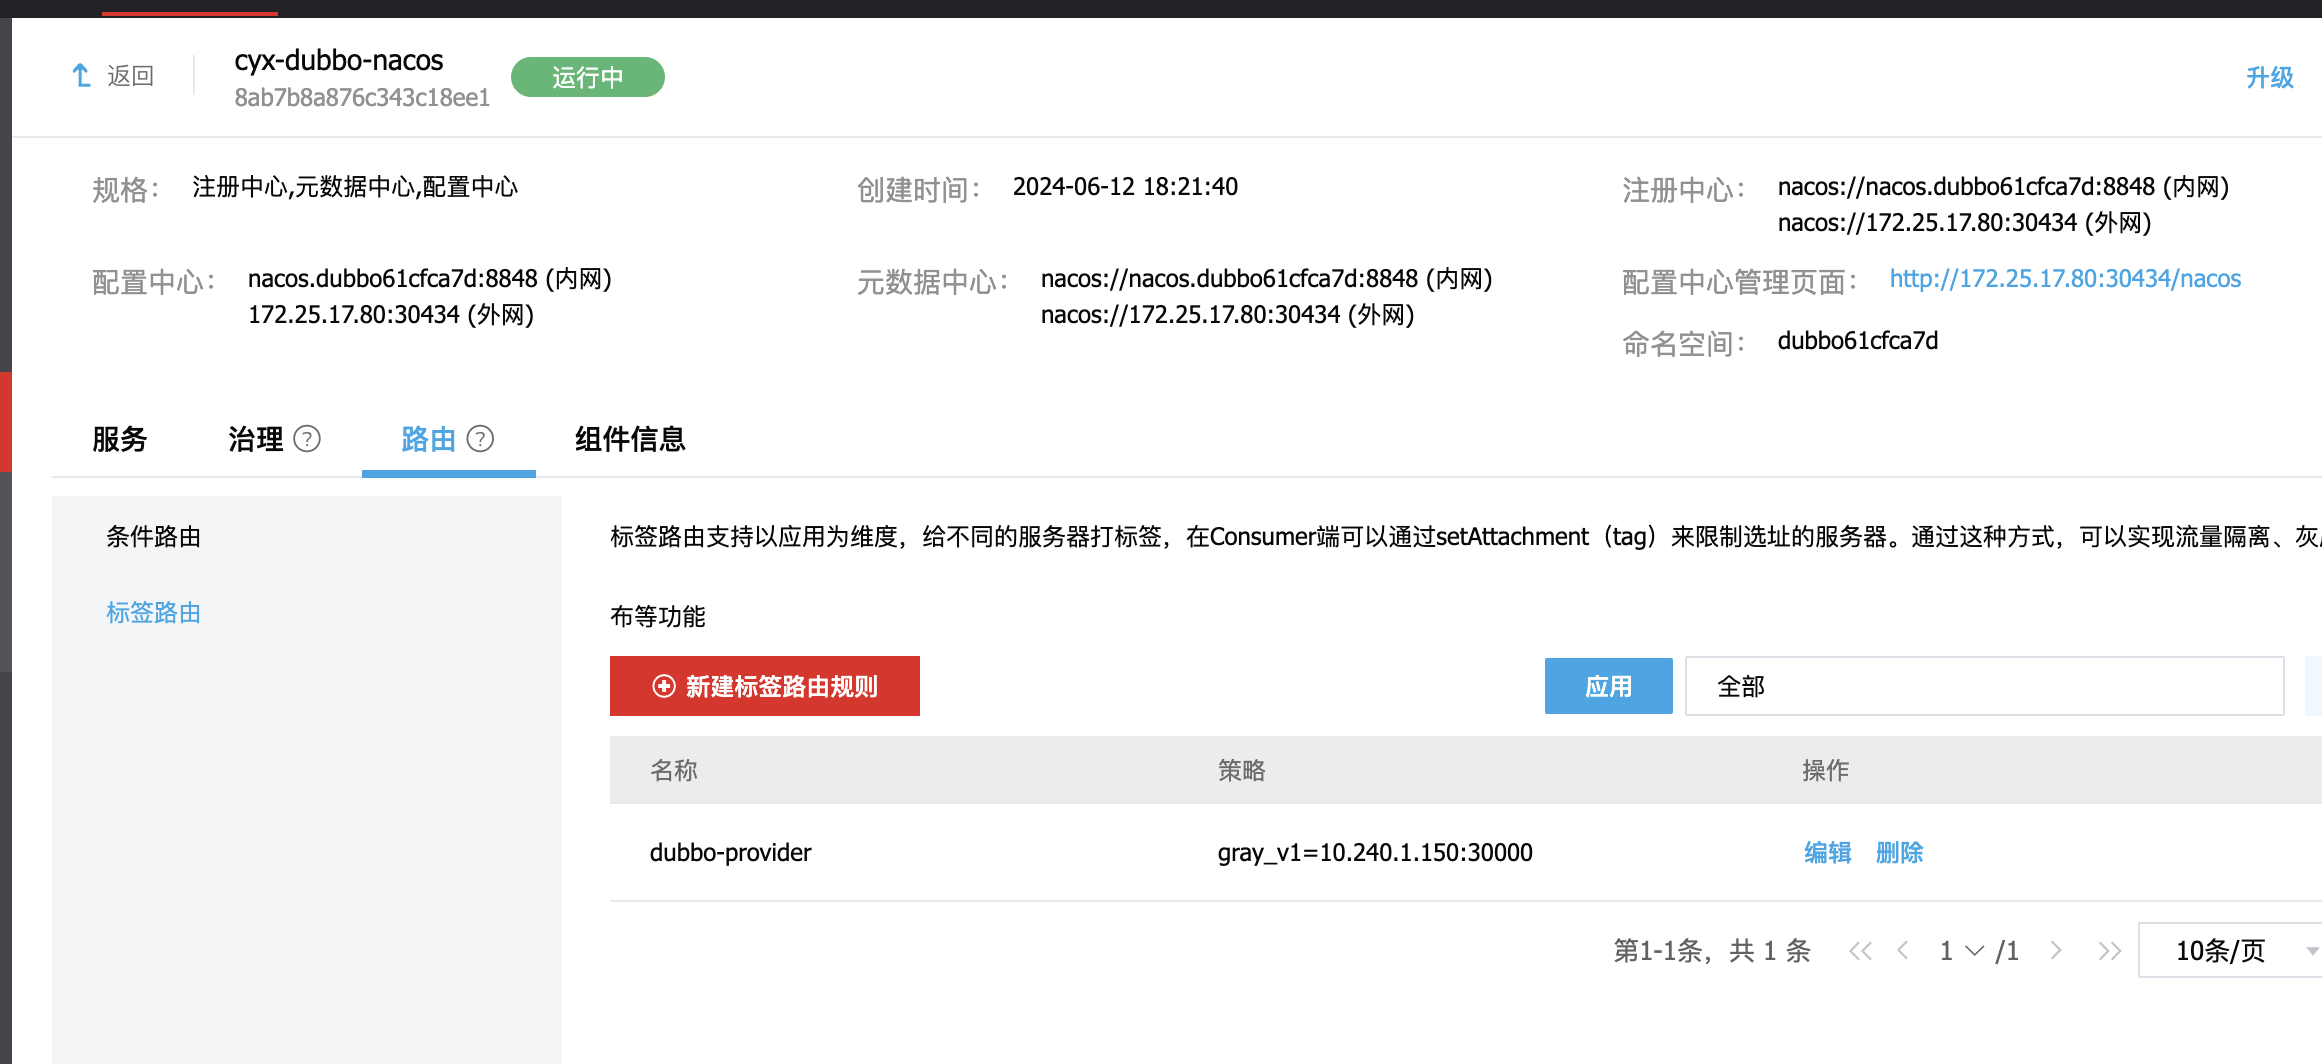 返回
cyx-dubbo-nacos
8ab7b8a876c343c18ee1
运行中
升级
规格： 注册中心,元数据中心,配置中心
创建时间： 2024-06-12 18:21:40
注册中心： nacos://nacos.dubbo61cfca7d:8848 (内网)
nacos://172.25.17.80:30434 (外网)
配置中心： nacos.dubbo61cfca7d:8848 (内网)
172.25.17.80:30434 (外网)
元数据中心： nacos://nacos.dubbo61cfca7d:8848 (内网)
nacos://172.25.17.80:30434 (外网)
配置中心管理页面： http://172.25.17.80:30434/nacos
命名空间： dubbo61cfca7d
服务 治理 ? 路由 ? 组件信息
条件路由
标签路由
标签路由支持以应用为维度，给不同的服务器打标签，在Consumer端可以通过setAttachment（tag）来限制选址的服务器。通过这种方式，可以实现流量隔离、灰
布等功能
新建标签路由规则
应用 全部
名称 策略 操作
dubbo-provider gray_v1=10.240.1.150:30000 编辑 删除
第1-1条，共 1 条 1 /1 10条/页